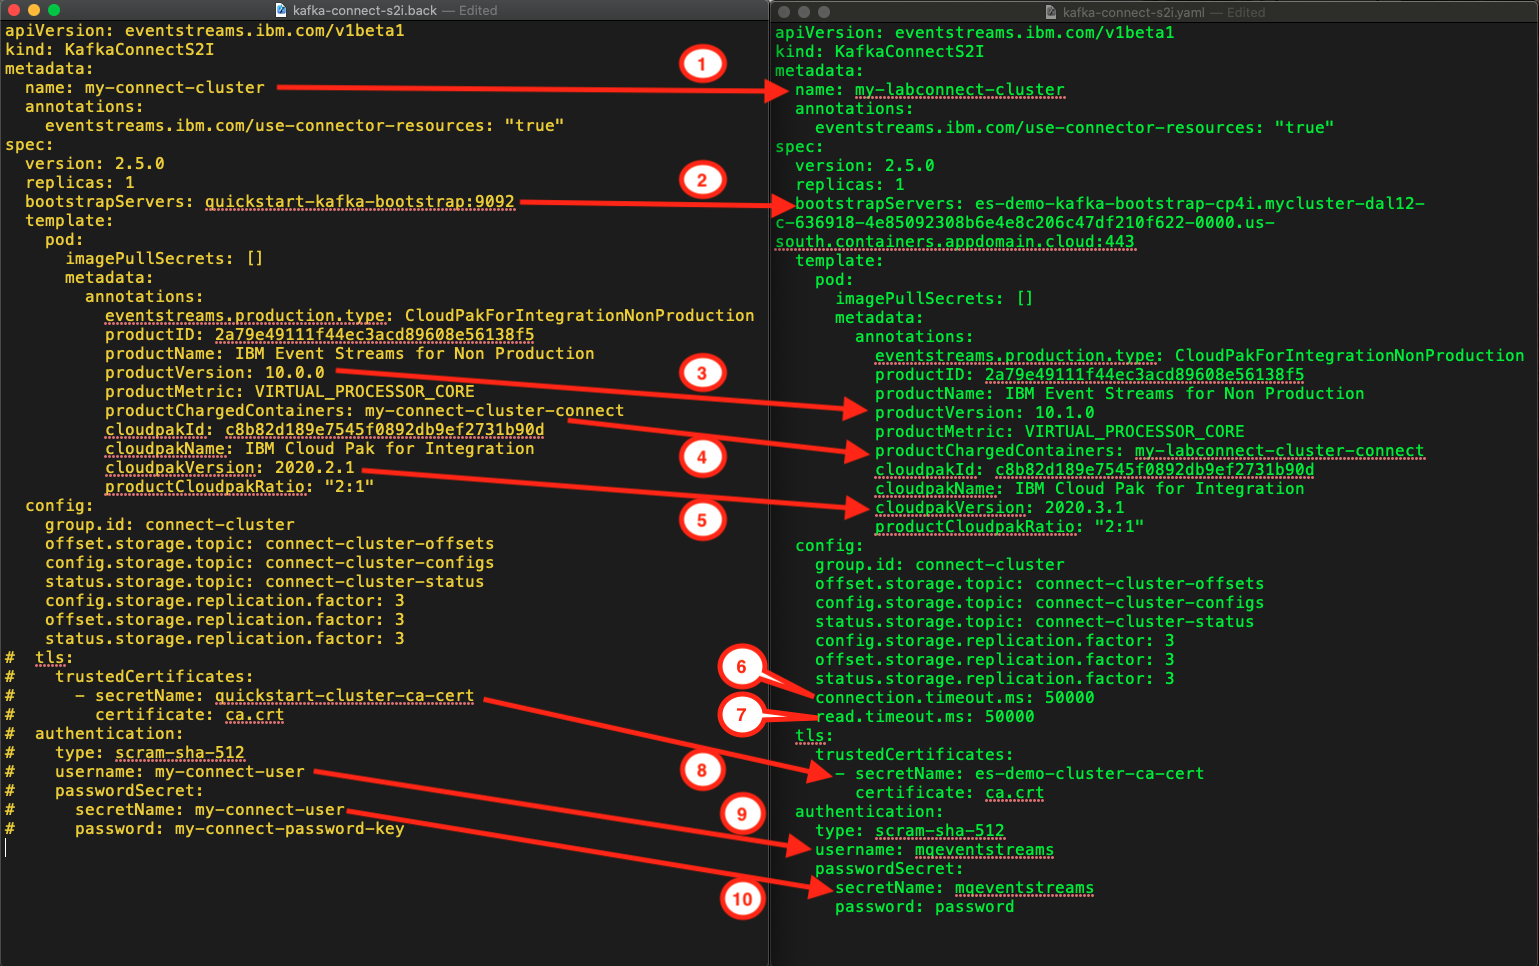 kafka-connect-s2i.back — Edited
apiVersion: eventstreams.ibm.com/v1beta1
kind: KafkaConnectS2I
metadata:
  name: my-connect-cluster
  annotations:
    eventstreams.ibm.com/use-connector-resources: "true"
spec:
  version: 2.5.0
  replicas: 1
  bootstrapServers: quickstart-kafka-bootstrap:9092
  template:
    pod:
      imagePullSecrets: []
      metadata:
        annotations:
          eventstreams.production.type: CloudPakForIntegrationNonProduction
          productID: 2a79e49111f44ec3acd89608e56138f5
          productName: IBM Event Streams for Non Production
          productVersion: 10.0.0
          productMetric: VIRTUAL_PROCESSOR_CORE
          productChargedContainers: my-connect-cluster-connect
          cloudpakId: c8b82d189e7545f0892db9ef2731b90d
          cloudpakName: IBM Cloud Pak for Integration
          cloudpakVersion: 2020.2.1
          productCloudpakRatio: "2:1"
  config:
    group.id: connect-cluster
    offset.storage.topic: connect-cluster-offsets
    config.storage.topic: connect-cluster-configs
    status.storage.topic: connect-cluster-status
    config.storage.replication.factor: 3
    offset.storage.replication.factor: 3
    status.storage.replication.factor: 3
#  tls:
#    trustedCertificates:
#      - secretName: quickstart-cluster-ca-cert
#        certificate: ca.crt
#  authentication:
#    type: scram-sha-512
#    username: my-connect-user
#    passwordSecret:
#      secretName: my-connect-user
#      password: my-connect-password-key
1
2
3
4
5
6
7
8
9
10
kafka-connect-s2i.yaml — Edited
apiVersion: eventstreams.ibm.com/v1beta1
kind: KafkaConnectS2I
metadata:
  name: my-labconnect-cluster
  annotations:
    eventstreams.ibm.com/use-connector-resources: "true"
spec:
  version: 2.5.0
  replicas: 1
  bootstrapServers: es-demo-kafka-bootstrap-cp4i.mycluster-dal12-
c-636918-4e85092308b6e4e8c206c47df210f622-0000.us-
south.containers.appdomain.cloud:443
  template:
    pod:
      imagePullSecrets: []
      metadata:
        annotations:
          eventstreams.production.type: CloudPakForIntegrationNonProduction
          productID: 2a79e49111f44ec3acd89608e56138f5
          productName: IBM Event Streams for Non Production
          productVersion: 10.1.0
          productMetric: VIRTUAL_PROCESSOR_CORE
          productChargedContainers: my-labconnect-cluster-connect
          cloudpakId: c8b82d189e7545f0892db9ef2731b90d
          cloudpakName: IBM Cloud Pak for Integration
          cloudpakVersion: 2020.3.1
          productCloudpakRatio: "2:1"
  config:
    group.id: connect-cluster
    offset.storage.topic: connect-cluster-offsets
    config.storage.topic: connect-cluster-configs
    status.storage.topic: connect-cluster-status
    config.storage.replication.factor: 3
    offset.storage.replication.factor: 3
    status.storage.replication.factor: 3
    connection.timeout.ms: 50000
    read.timeout.ms: 50000
  tls:
    trustedCertificates:
      - secretName: es-demo-cluster-ca-cert
        certificate: ca.crt
  authentication:
    type: scram-sha-512
    username: mqeventstreams
    passwordSecret:
      secretName: mqeventstreams
      password: password